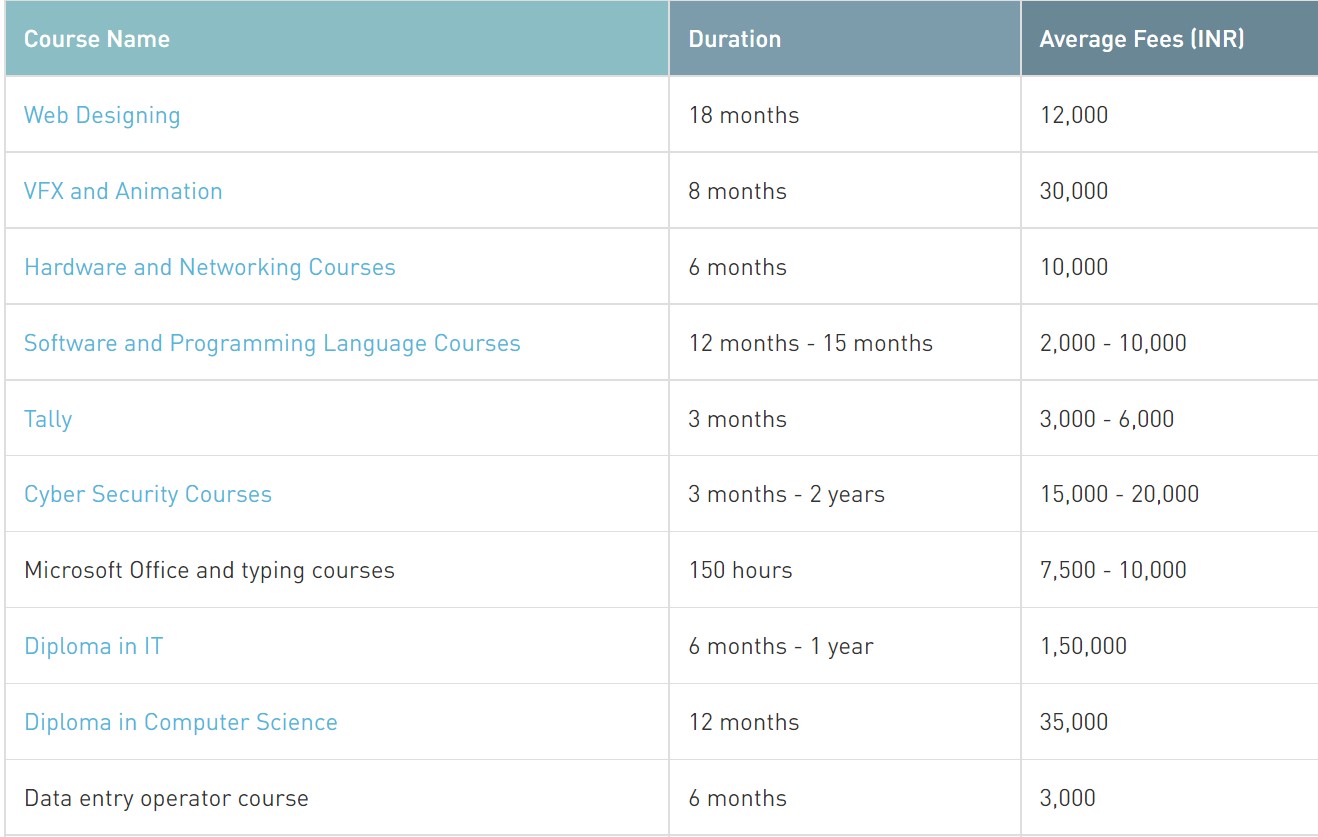 Course Name Duration Average Fees (INR)
Web Designing 18 months 12,000
VFX and Animation 8 months 30,000
Hardware and Networking Courses 6 months 10,000
Software and Programming Language Courses 12 months - 15 months 2,000 - 10,000
Tally 3 months 3,000 - 6,000
Cyber Security Courses 3 months - 2 years 15,000 - 20,000
Microsoft Office and typing courses 150 hours 7,500 - 10,000
Diploma in IT 6 months - 1 year 1,50,000
Diploma in Computer Science 12 months 35,000
Data entry operator course 6 months 3,000